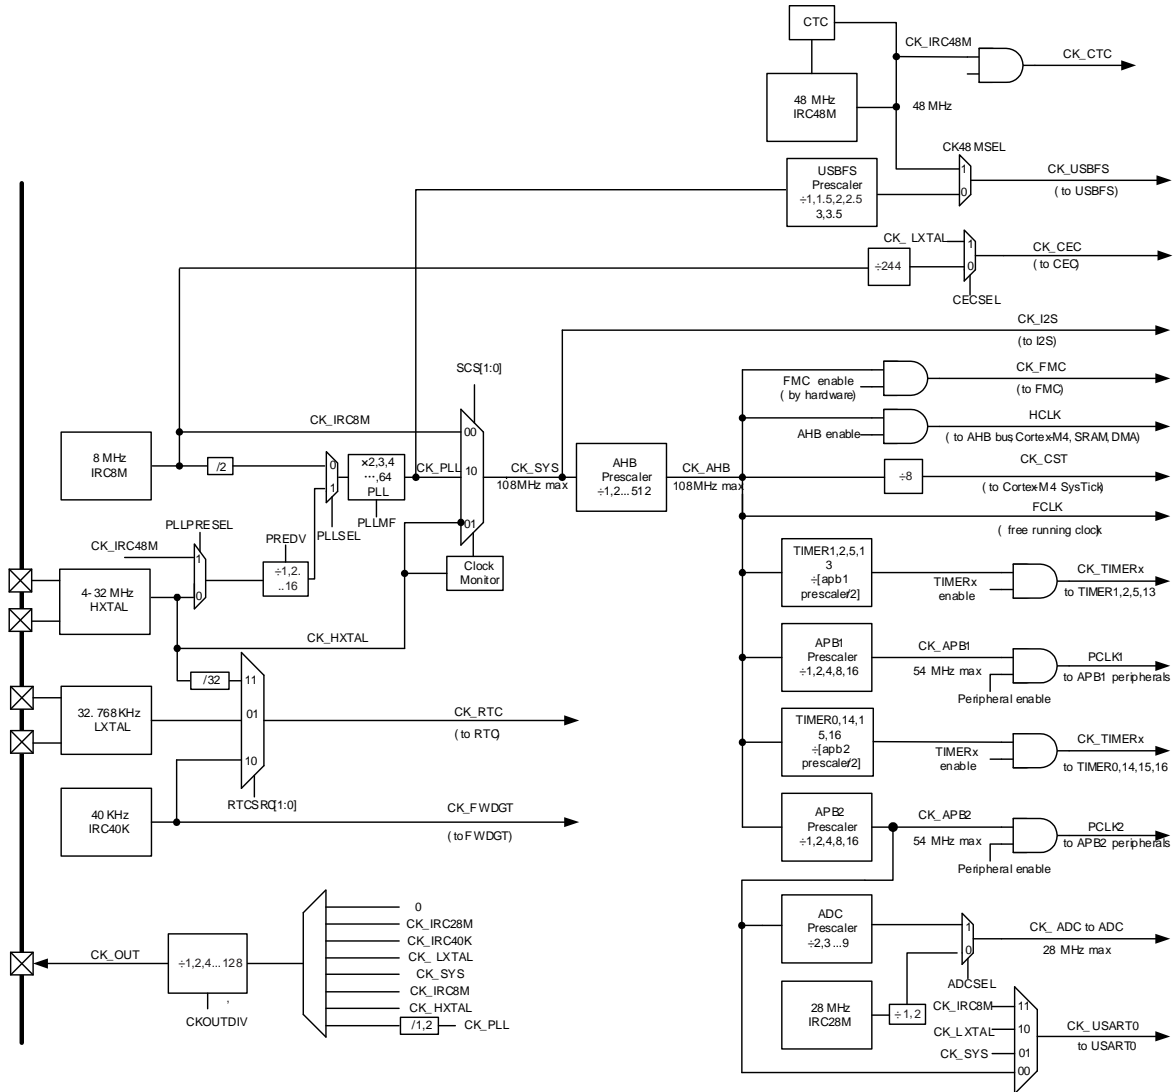 CTC
CK_IRC48M
CK_CTC
48 MHz
IRC48M
48 MHz
CK48MSEL
USBFS
Prescaler
÷1,1.5,2,2.5
3,3.5
1
0
CK_USBFS
( to USBFS)
CK_ LXTAL
÷244
1
0
CK_CEC
( to CEC)
CECSEL
CK_I2S
( to I2S)
SCS[1:0]
FMC enable
( by hardware)
CK_FMC
( to FMC)
CK_IRC8M
00
AHB enable
HCLK
( to AHB bus,Cortex-M4, SRAM, DMA)
8 MHz
IRC8M
/2
0
1
×2,3,4
…,64
PLL
CK_PLL
10
CK_SYS
108MHz max
AHB
Prescaler
÷1,2...512
CK_AHB
108MHz max
÷8
CK_CST
( to Cortex-M4 SysTick)
PLLSEL
PLLMF
01
FCLK
( free running clock)
PLLPRESEL
CK_IRC48M
PREDV
1
0
÷1,2.
..16
Clock
Monitor
4-32 MHz
HXTAL
TIMER1,2,5,1
3
÷[apb1
prescaler/2]
TIMERx
enable
CK_TIMERx
to TIMER1,2,5,13
CK_HXTAL
APB1
Prescaler
÷1,2,4,8,16
CK_APB1
54 MHz max
Peripheral enable
PCLK1
to APB1 peripherals
/32
11
32.768KHz
LXTAL
01
CK_RTC
(to RTC)
TIMER0,14,1
5,16
÷[apb2
prescaler/2]
TIMERx
enable
CK_TIMERx
to TIMER0,14,15,16
10
RTCSRC[1:0]
40 KHz
IRC40K
CK_FWDGT
(to FWDGT)
APB2
Prescaler
÷1,2,4,8,16
CK_APB2
54 MHz max
Peripheral enable
PCLK2
to APB2 peripherals
0
CK_IRC28M
CK_IRC40K
CK_ LXTAL
CK_SYS
CK_IRC8M
CK_HXTAL
/1,2
CK_PLL
CK_OUT
÷1,2,4...128
,
CKOUTDIV
ADC
Prescaler
÷2,3 ...9
1
0
CK_ ADC to ADC
28 MHz max
ADCSEL
28 MHz
IRC28M
÷ 1, 2
CK_IRC8M
11
CK_LXTAL
10
CK_SYS
01
00
CK_USART0
to USART0